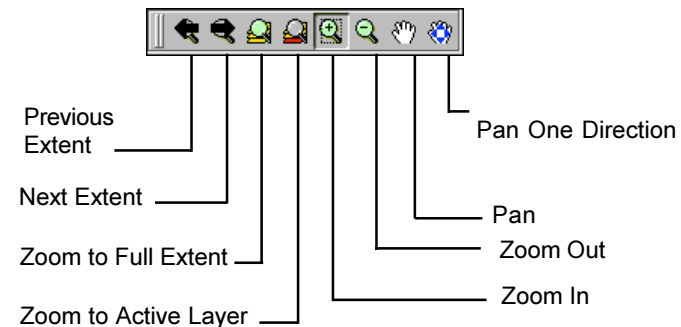 Previous
Extent
Next Extent
Zoom to Full Extent
Zoom to Active Layer
Pan One Direction
Pan
Zoom Out
Zoom In